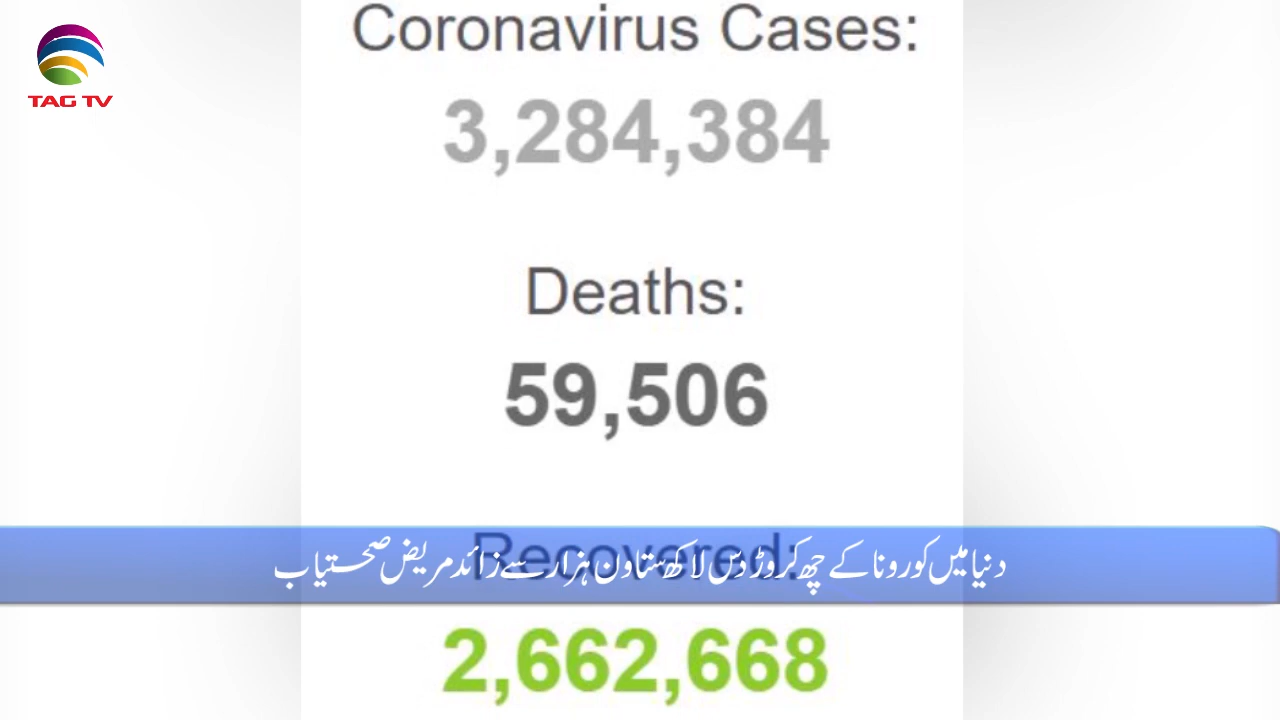 TAG TV
Coronavirus Cases:
3,284,384
Deaths:
59,506
Recovered:
دنیا میں کورونا کے چھ کروڑ دس لاکھ ستاون ہزار سے زائد مریض صحتیاب
2,662,668